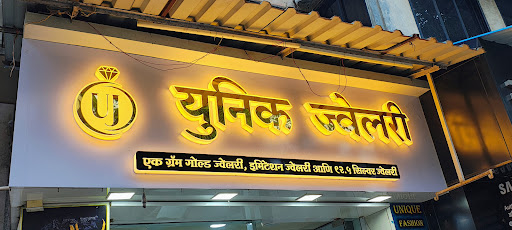 UJ
युनिक ज्वेलरी
एक ग्रॅम गोल्ड ज्वेलरी, इमिटेशन ज्वेलरी आणि ९२.५ सिल्वर ज्वेलरी
UNIQUE
FASHION